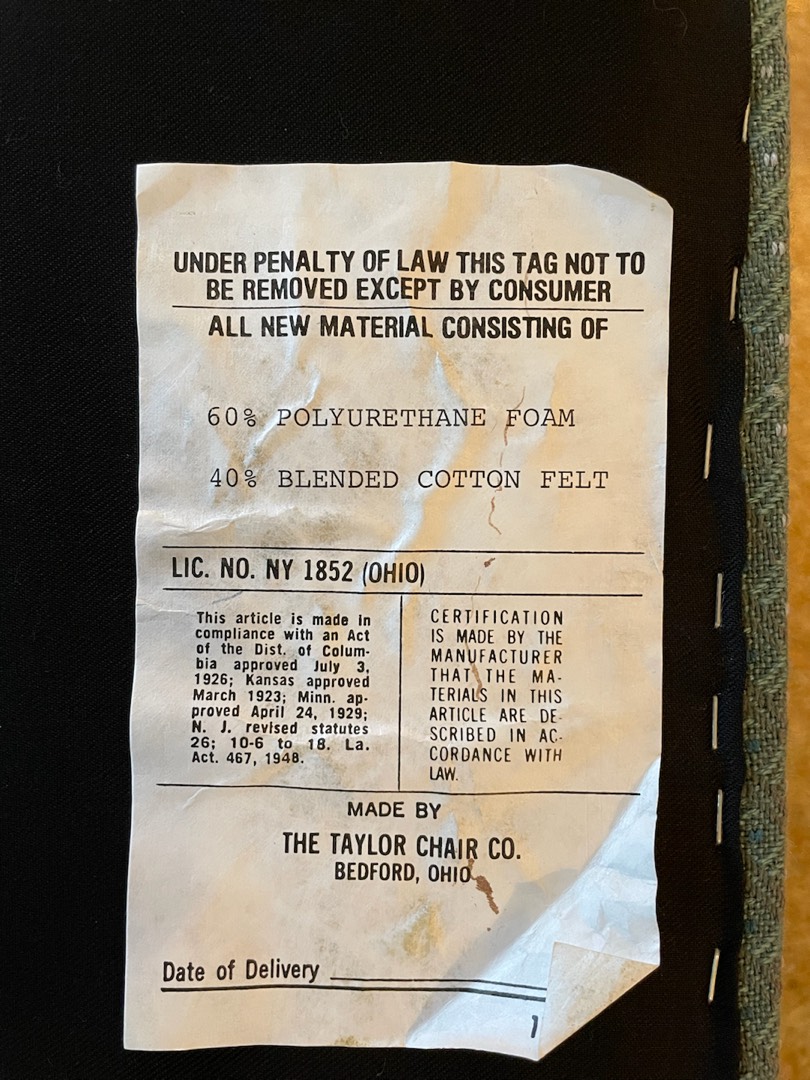 UNDER PENALTY OF LAW THIS TAG NOT TO
BE REMOVED EXCEPT BY CONSUMER
ALL NEW MATERIAL CONSISTING OF
60% POLYURETHANE FOAM
40% BLENDED COTTON FELT
LIC. NO. NY 1852 (OHIO)
This article is made in
compliance with an Act
of the Dist. of Colum-
bia approved July 3,
1926; Kansas approved
March 1923; Minn. ap-
proved April 24, 1929;
N. J. revised statutes
26; 10-6 to 18. La.
Act. 467, 1948.
CERTIFICATION
IS MADE BY THE
MANUFACTURER
THAT THE MA-
TERIALS IN THIS
ARTICLE ARE DE-
SCRIBED IN AC-
CORDANCE WITH
LAW.
MADE BY
THE TAYLOR CHAIR CO.
BEDFORD, OHIO
Date of Delivery
1